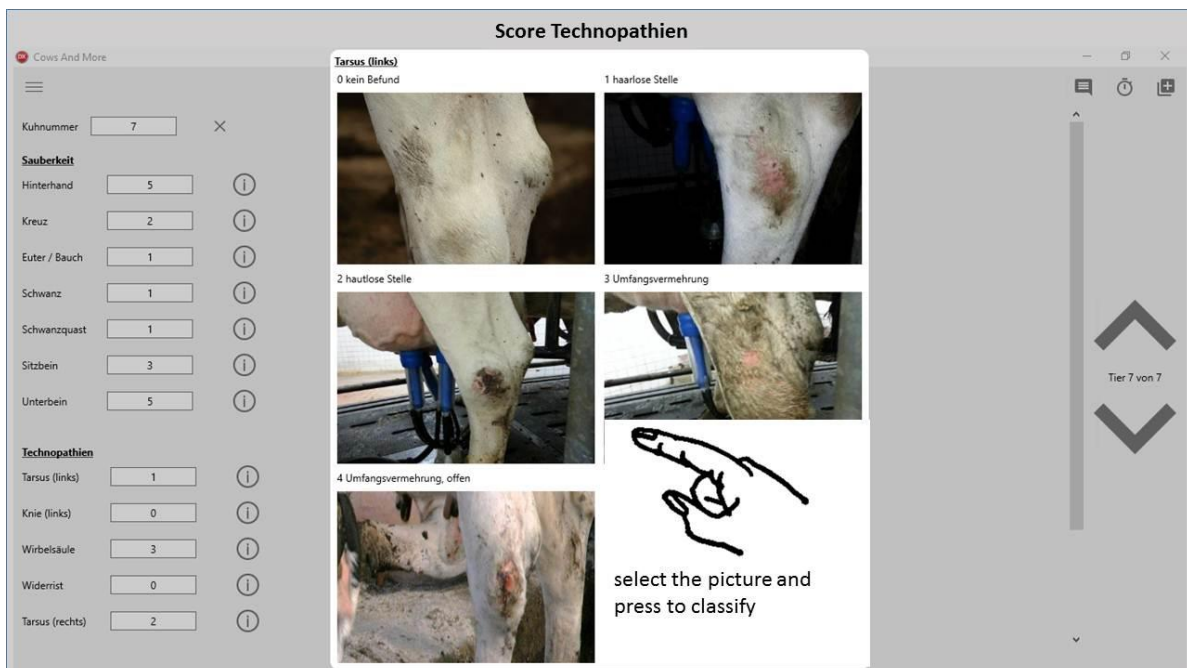 Score Technopathien
Cows And More
Kuhnummer 7
Sauberkeit
Hinterhand 5
Kreuz 2
Euter / Bauch 1
Schwanz 1
Schwanzquast 1
Sitzbein 3
Unterbein 5
Technopathien
Tarsus (links) 1
Knie (links) 0
Wirbelsäule 3
Widerrist 0
Tarsus (rechts) 2
Tarsus (links)
0 kein Befund
1 haarlose Stelle
2 hautlose Stelle
3 Umfangsvermehrung
4 Umfangsvermehrung, offen
select the picture and
press to classify
Tier 7 von 7